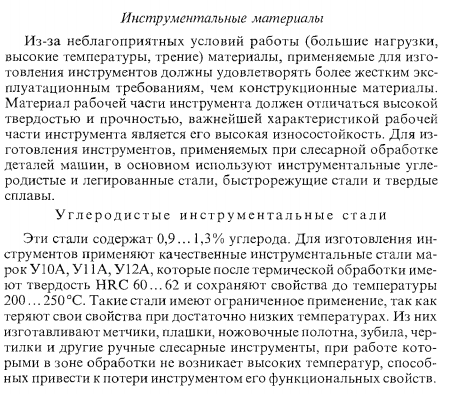 Инструментальные материалы
Из-за неблагоприятных условий работы (большие нагрузки,
высокие температуры, трение) материалы, применяемые для изго-
товления инструментов должны удовлетворять более жестким экс-
плуатационным требованиям, чем конструкционные материалы.
Материал рабочей части инструмента должен отличаться высокой
твердостью и прочностью, важнейшей характеристикой рабочей
части инструмента является его высокая износостойкость. Для из-
готовления инструментов, применяемых при слесарной обработке
деталей машин, в основном используют инструментальные угле-
родистые и легированные стали, быстрорежущие стали и твердые
сплавы.
Углеродистые инструментальные стали
Эти стали содержат 0,9...1,3% углерода. Для изготовления ин-
струментов применяют качественные инструментальные стали ма-
рок У10А, У11А, У12А, которые после термической обработки име-
ют твердость HRC 60...62 и сохраняют свойства до температуры
200...250°С. Такие стали имеют ограниченное применение, так как
теряют свои свойства при достаточно низких температурах. Из них
изготавливают метчики, плашки, ножовочные полотна, зубила, чер-
тилки и другие ручные слесарные инструменты, при работе кото-
рыми в зоне обработки не возникает высоких температур, способ-
ных привести к потери инструментом его функциональных свойств.